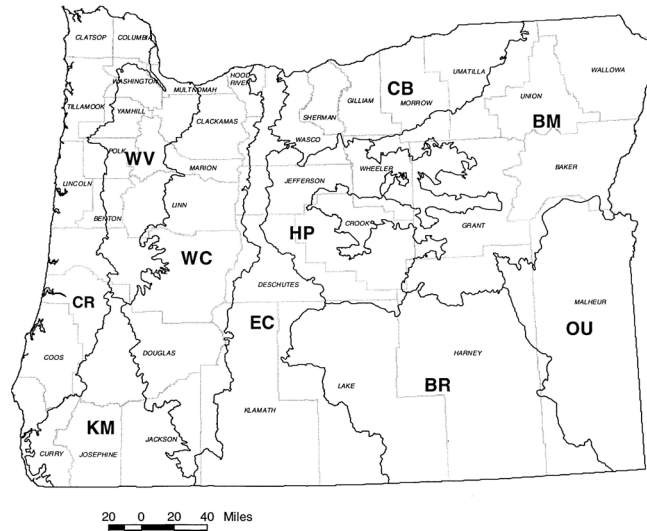 CLATSOP
COLUMBIA
WASHINGTON
TILLAMOOK
YAMHILL
MULTNOMAH
HOOD
RIVER
CLACKAMAS
SHERMAN
GILLIAM
CB
MORROW
UMATILLA
UNION
WALLOWA
BM
WASCO
POLK
WV
MARION
JEFFERSON
WHEELER
BAKER
LINCOLN
BENTON
LINN
CROOK
GRANT
HP
WC
DESCHUTES
CR
EC
MALHEUR
OU
COOS
DOUGLAS
HARNEY
LAKE
BR
KLAMATH
KM
CURRY
JOSEPHINE
JACKSON
20 0 20 40 Miles